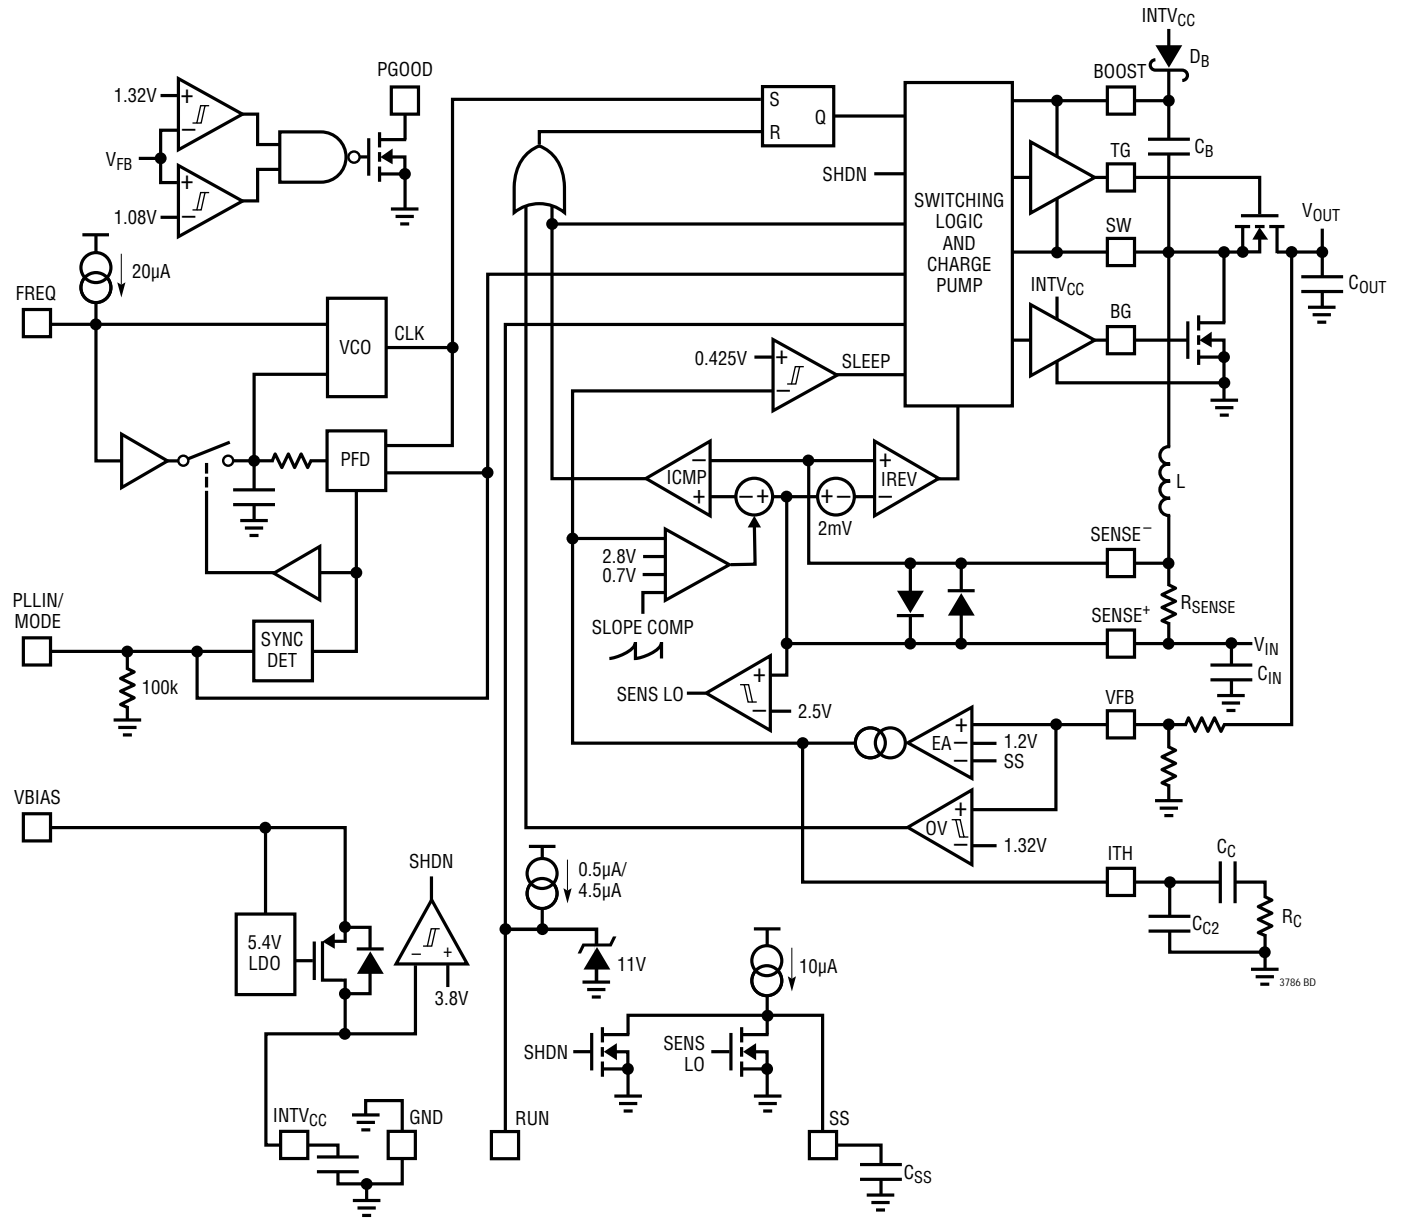 INTVCC
DB
BOOST
PGOOD
1.32V
+
−
VFB
+
−
1.08V
S
R
Q
SHDN
SWITCHING
LOGIC
AND
CHARGE
PUMP
TG
CB
SW
VOUT
COUT
20µA
FREQ
VCO
CLK
INTVCC
BG
0.425V
+
−
SLEEP
PFD
−
ICMP
+
− +
+ −
2mV
+
IREV
−
L
2.8V
0.7V
SLOPE COMP
SENSE−
RSENSE
SENSE+
VIN
CIN
PLLIN/
MODE
SYNC
DET
100k
SENS LO
+
−
2.5V
VFB
+
EA −
−
1.2V
SS
+
OV
−
1.32V
VBIAS
ITH
CC
CC2
RC
3786 BD
SHDN
5.4V
LDO
−
+
3.8V
0.5µA/
4.5µA
11V
10µA
SHDN
SENS
LO
INTVCC
GND
RUN
SS
CSS